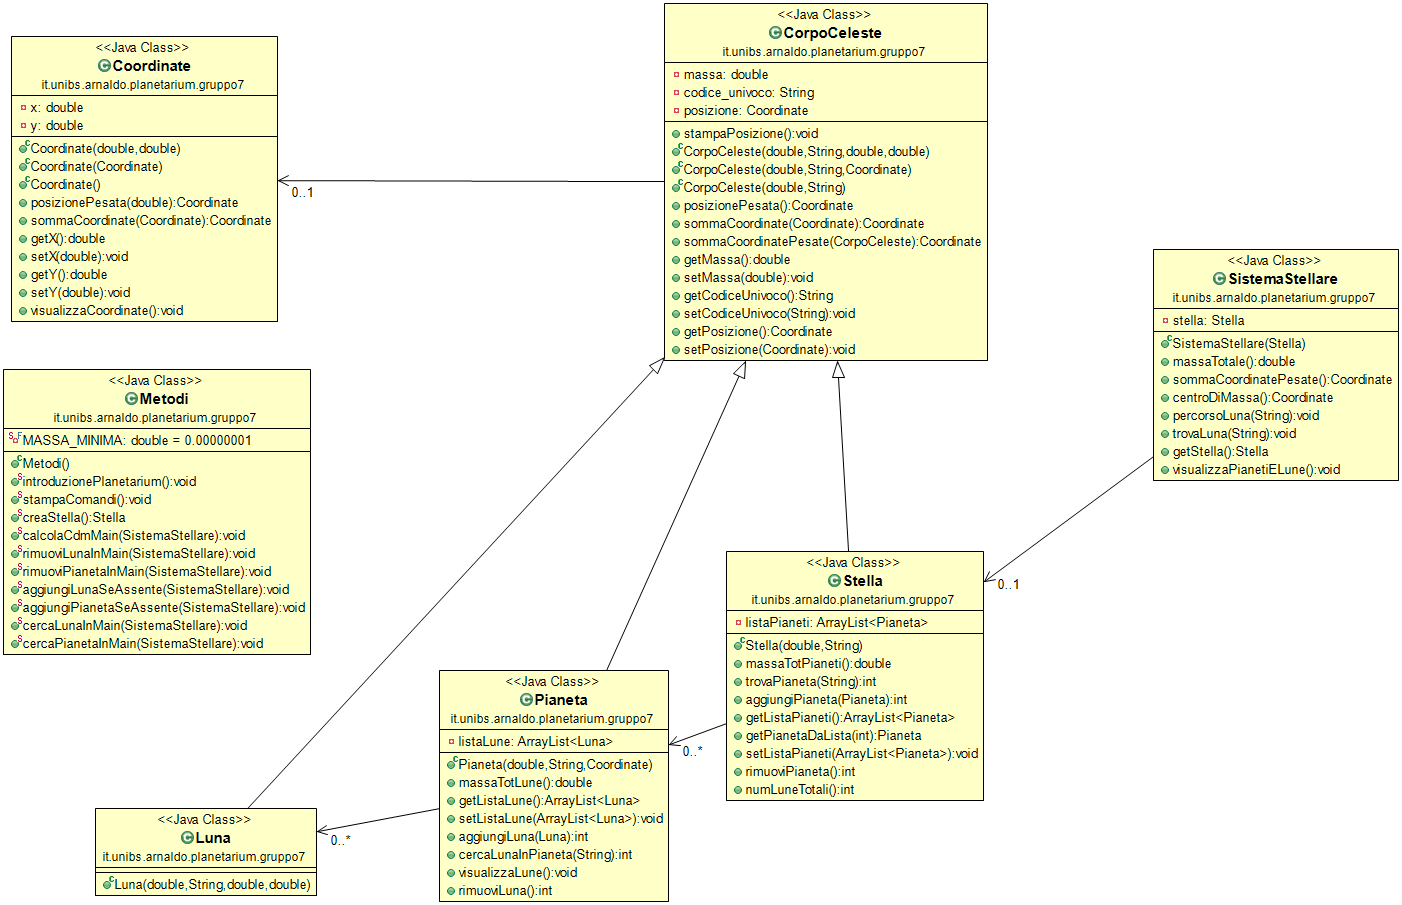 <<Java Class>>
Coordinate
it.unibs.arnaldo.planetarium.gruppo7
x: double
y: double
Coordinate(double,double)
Coordinate(Coordinate)
Coordinate()
posizionePesata(double):Coordinate
sommaCoordinate(Coordinate):Coordinate
getX():double
setX(double):void
getY():double
setY(double):void
visualizzaCoordinate():void
0..1
<<Java Class>>
CorpoCeleste
it.unibs.arnaldo.planetarium.gruppo7
massa: double
codice_univoco: String
posizione: Coordinate
stampaPosizione():void
CorpoCeleste(double,String,double,double)
CorpoCeleste(double,String,Coordinate)
CorpoCeleste(double,String)
posizionePesata():Coordinate
sommaCoordinate(Coordinate):Coordinate
sommaCoordinatePesate(CorpoCeleste):Coordinate
getMassa():double
setMassa(double):void
getCodiceUnivoco():String
setCodiceUnivoco(String):void
getPosizione():Coordinate
setPosizione(Coordinate):void
<<Java Class>>
SistemaStellare
it.unibs.arnaldo.planetarium.gruppo7
stella: Stella
SistemaStellare(Stella)
massaTotale():double
sommaCoordinatePesate():Coordinate
centroDiMassa():Coordinate
percorsoLuna(String):void
trovaLuna(String):void
getStella():Stella
visualizzaPianetiELune():void
0..1
<<Java Class>>
Metodi
it.unibs.arnaldo.planetarium.gruppo7
MASSA_MINIMA: double = 0.00000001
Metodi()
introduzionePlanetarium():void
stampaComandi():void
creaStella():Stella
calcolaCdmMain(SistemaStellare):void
rimuoviLunaInMain(SistemaStellare):void
rimuoviPianetaInMain(SistemaStellare):void
aggiungiLunaSeAssente(SistemaStellare):void
aggiungiPianetaSeAssente(SistemaStellare):void
cercaLunaInMain(SistemaStellare):void
cercaPianetaInMain(SistemaStellare):void
<<Java Class>>
Stella
it.unibs.arnaldo.planetarium.gruppo7
listaPianeti: ArrayList<Pianeta>
Stella(double,String)
massaTotPianeti():double
trovaPianeta(String):int
aggiungiPianeta(Pianeta):int
getListaPianeti():ArrayList<Pianeta>
getPianetaDaLista(int):Pianeta
setListaPianeti(ArrayList<Pianeta>):void
rimuoviPianeta():int
numLuneTotali():int
0..*
<<Java Class>>
Pianeta
it.unibs.arnaldo.planetarium.gruppo7
listaLune: ArrayList<Luna>
Pianeta(double,String,Coordinate)
massaTotLune():double
getListaLune():ArrayList<Luna>
setListaLune(ArrayList<Luna>):void
aggiungiLuna(Luna):int
cercaLunaInPianeta(String):int
visualizzaLune():void
rimuoviLuna():int
0..*
<<Java Class>>
Luna
it.unibs.arnaldo.planetarium.gruppo7
Luna(double,String,double,double)